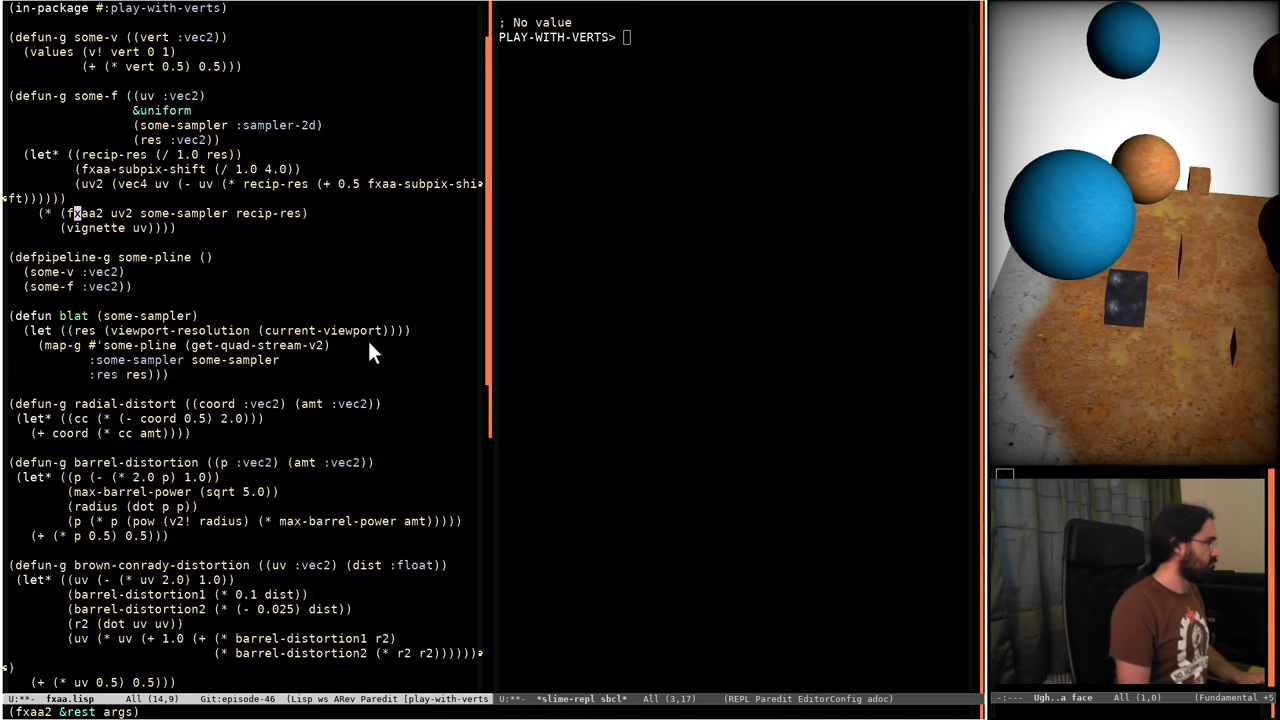 (in-package #:play-with-verts)
(defun-g some-v ((vert :vec2))
(values (v! vert 0 1)
(+ (* vert 0.5) 0.5)))
(defun-g some-f ((uv :vec2)
&uniform
(some-sampler :sampler-2d)
(res :vec2))
(let* ((recip-res (/ 1.0 res))
(fxaa-subpix-shift (/ 1.0 4.0))
(uv2 (vec4 uv (- uv (* recip-res (+ 0.5 fxaa-subpix-shi
ft))))))
(* (fxaa2 uv2 some-sampler recip-res)
(vignette uv))))
(defpipeline-g some-pline ()
(some-v :vec2)
(some-f :vec2))
(defun blat (some-sampler)
(let ((res (viewport-resolution (current-viewport))))
(map-g #'some-pline (get-quad-stream-v2)
:some-sampler some-sampler
:res res)))
(defun-g radial-distort ((coord :vec2) (amt :vec2))
(let* ((cc (* (- coord 0.5) 2.0)))
(+ coord (* cc amt))))
(defun-g barrel-distortion ((p :vec2) (amt :vec2))
(let* ((p (- (* 2.0 p) 1.0))
(max-barrel-power (sqrt 5.0))
(radius (dot p p))
(p (* p (pow (v2! radius) (* max-barrel-power amt)))))
(+ (* p 0.5) 0.5)))
(defun-g brown-conrady-distortion ((uv :vec2) (dist :float))
(let* ((uv (- (* uv 2.0) 1.0))
(barrel-distortion1 (* 0.1 dist))
(barrel-distortion2 (* (- 0.025) dist))
(r2 (dot uv uv))
(uv (* uv (+ 1.0 (+ (* barrel-distortion1 r2)
(* barrel-distortion2 (* r2 r2))))))
)
(+ (* uv 0.5) 0.5)))
U:**- fxaa.lisp All (14,9) Git:episode-46 (Lisp ws ARev Paredit [play-with-verts
(fxaa2 &rest args)
; No value
PLAY-WITH-VERTS>
U:**- *slime-repl sbcl* All (3,17) (REPL Paredit EditorConfig adoc)
-:--- Ugh..a face All (1,0) (Fundamental +5